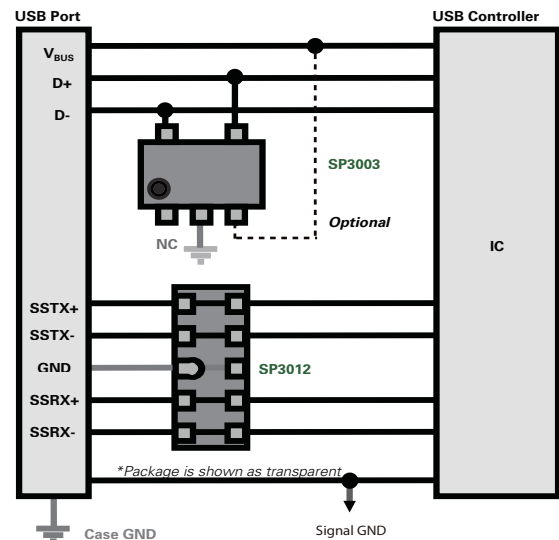 USB Port
USB Controller
VBUS
D+
D-
SP3003
Optional
NC
IC
SSTX+
SSTX-
GND
SP3012
SSRX+
SSRX-
*Package is shown as transparent
Case GND
Signal GND